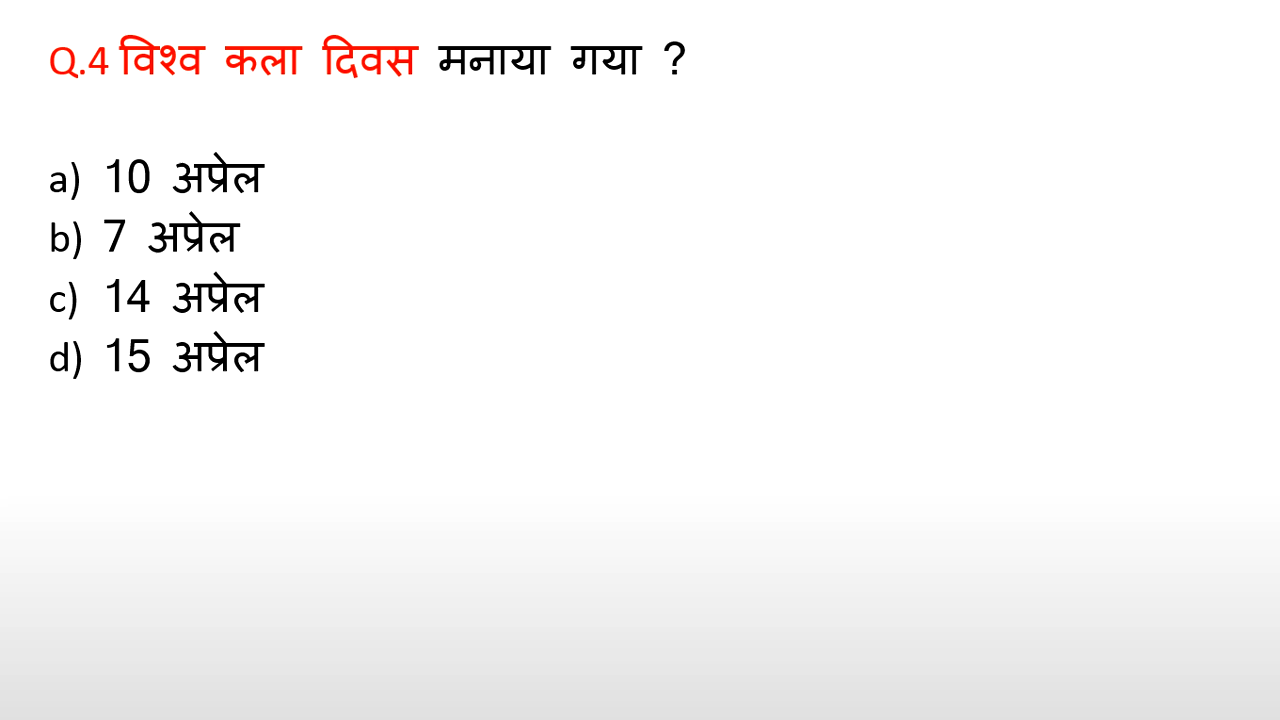 Q.4 विश्व कला दिवस मनाया गया ?
a) 10 अप्रेल
b) 7 अप्रेल
c) 14 अप्रेल
d) 15 अप्रेल